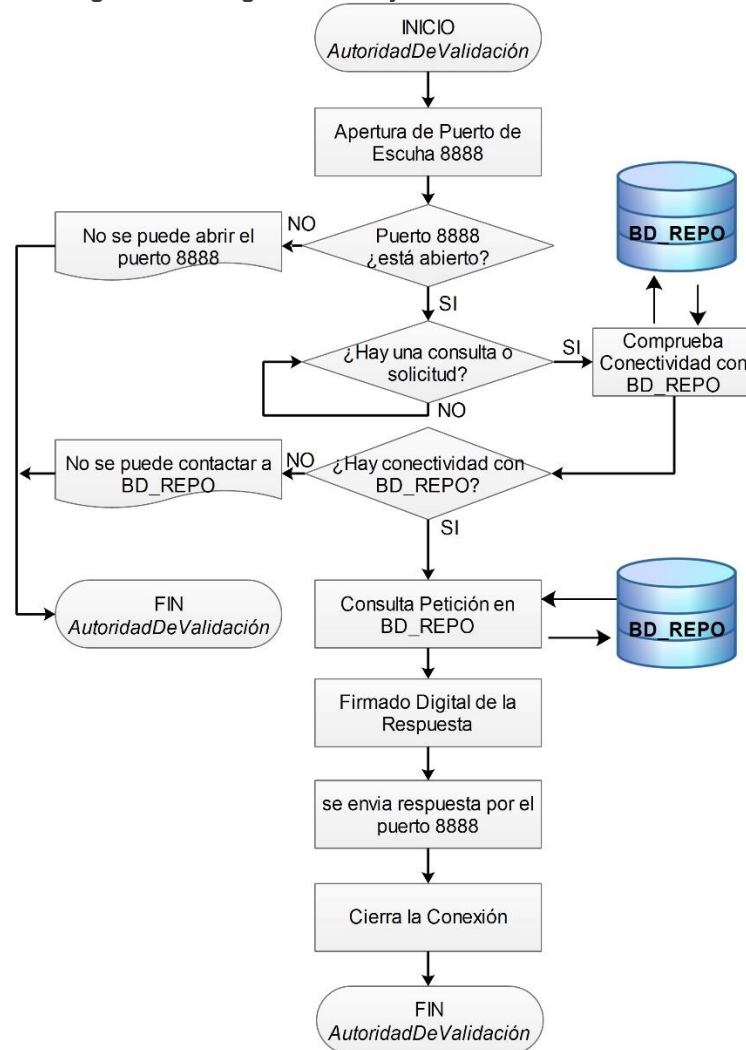 INICIO
AutoridadDeValidación
Apertura de Puerto de
Escuha 8888
BD_REPO
No se puede abrir el
puerto 8888
NO
Puerto 8888
¿está abierto?
SI
¿Hay una consulta o
solicitud?
SI
NO
Comprueba
Conectividad con
BD_REPO
No se puede contactar a
BD_REPO
NO
¿Hay conectividad con
BD_REPO?
SI
FIN
AutoridadDeValidación
Consulta Petición en
BD_REPO
BD_REPO
Firmado Digital de la
Respuesta
se envia respuesta por el
puerto 8888
Cierra la Conexión
FIN
AutoridadDeValidación